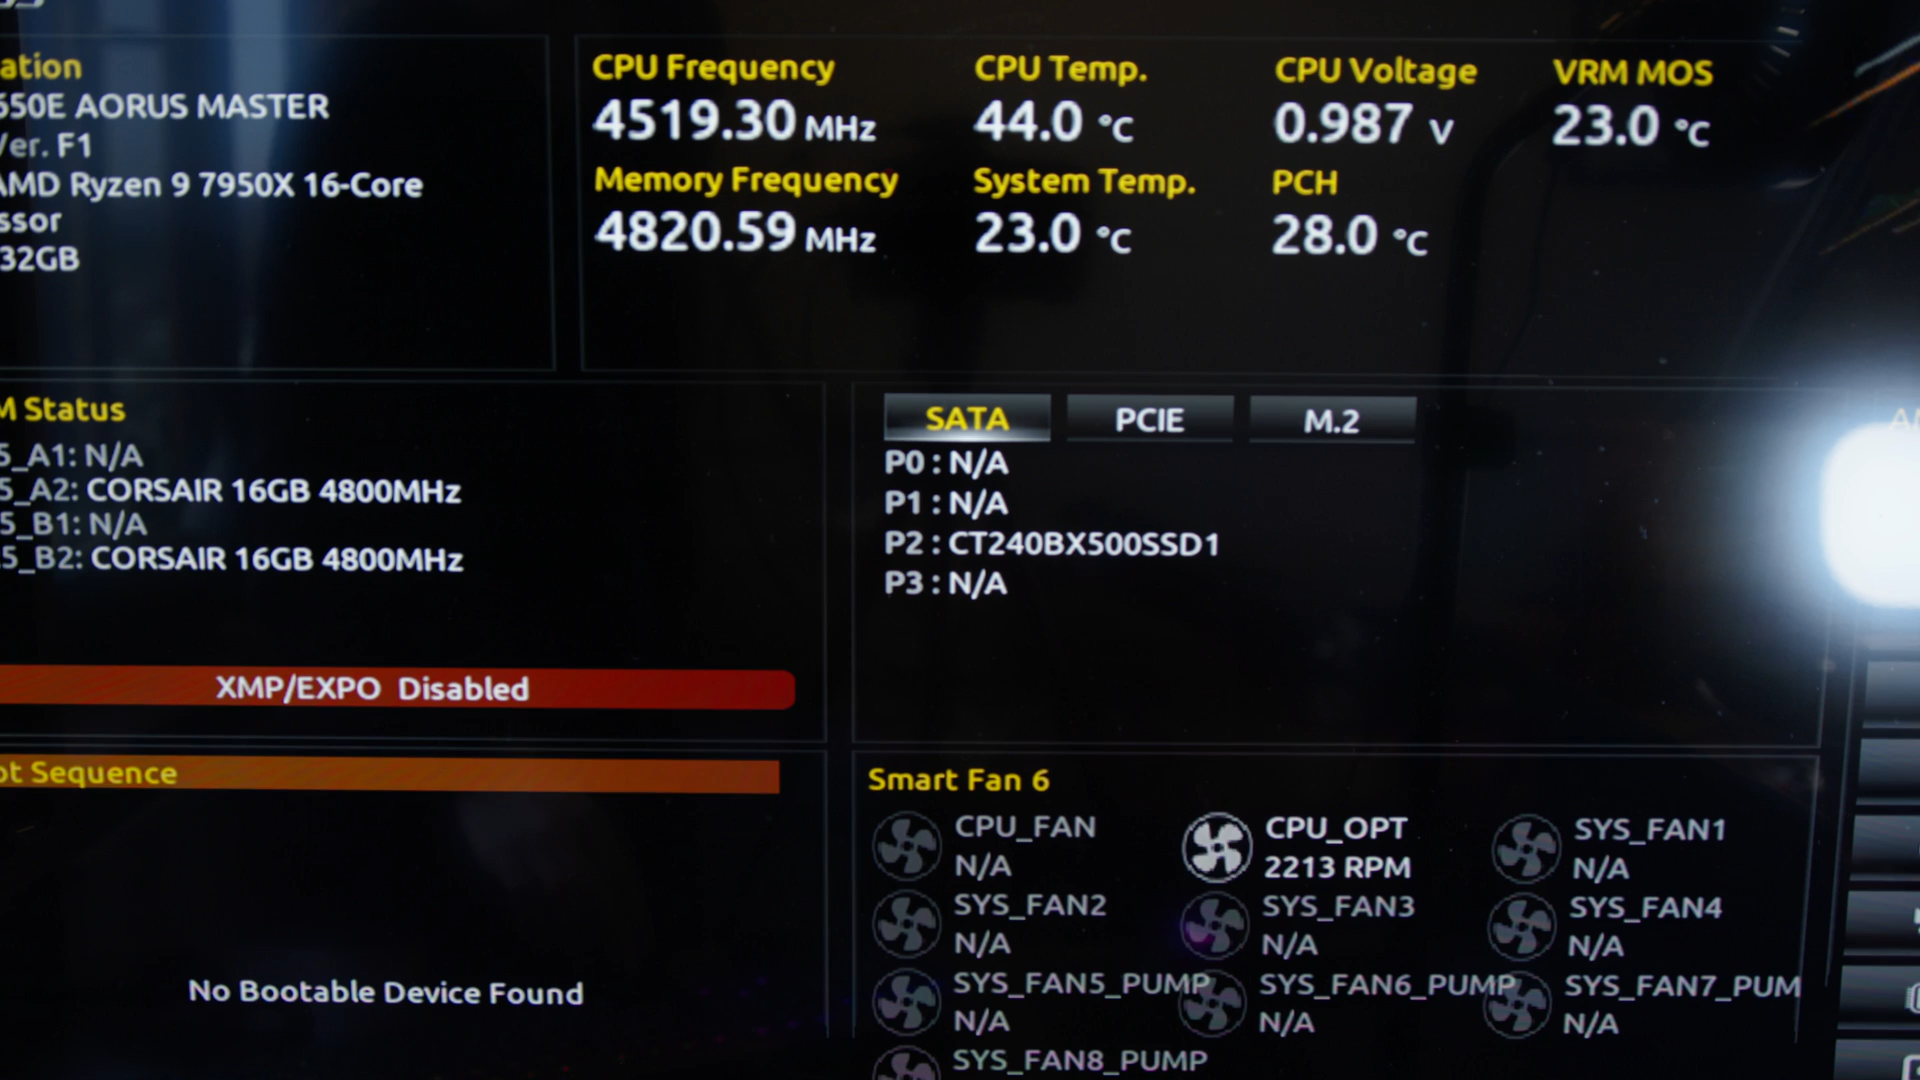 ation
650E AORUS MASTER
Ver. F1
AMD Ryzen 9 7950X 16-Core
ssor
32GB
CPU Frequency
4519.30 MHz
CPU Temp.
44.0 °C
CPU Voltage
0.987 V
VRM MOS
23.0 °C
Memory Frequency
4820.59 MHz
System Temp.
23.0 °C
PCH
28.0 °C
M Status
5_A1: N/A
5_A2: CORSAIR 16GB 4800MHz
5_B1: N/A
5_B2: CORSAIR 16GB 4800MHz
XMP/EXPO Disabled
SATA
PCIE
M.2
P0 : N/A
P1 : N/A
P2 : CT240BX500SSD1
P3 : N/A
ot Sequence
No Bootable Device Found
Smart Fan 6
CPU_FAN
N/A
CPU_OPT
2213 RPM
SYS_FAN1
N/A
SYS_FAN2
N/A
SYS_FAN3
N/A
SYS_FAN4
N/A
SYS_FAN5_PUMP
N/A
SYS_FAN6_PUMP
N/A
SYS_FAN7_PUM
N/A
SYS_FAN8_PUMP